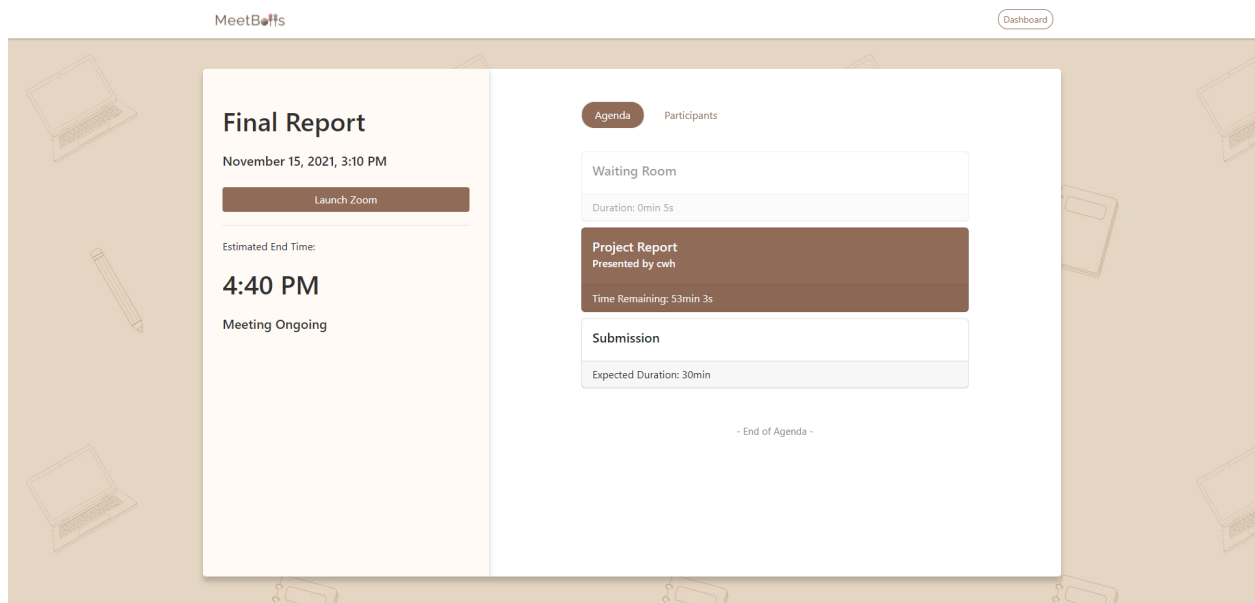 MeetBuffs
Dashboard
Final Report
November 15, 2021, 3:10 PM
Launch Zoom
Estimated End Time:
4:40 PM
Meeting Ongoing
Agenda
Participants
Waiting Room
Duration: 0min 5s
Project Report
Presented by cwh
Time Remaining: 53min 3s
Submission
Expected Duration: 30min
- End of Agenda -